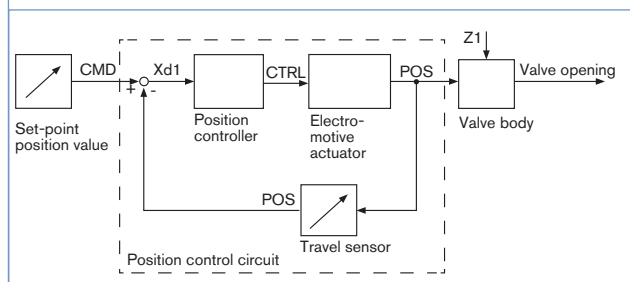 Z1
CMD
Xd1
CTRL
POS
Valve opening
+
-
Set-point
position value
Position
controller
Electro-
motive
actuator
Valve body
POS
Travel sensor
Position control circuit